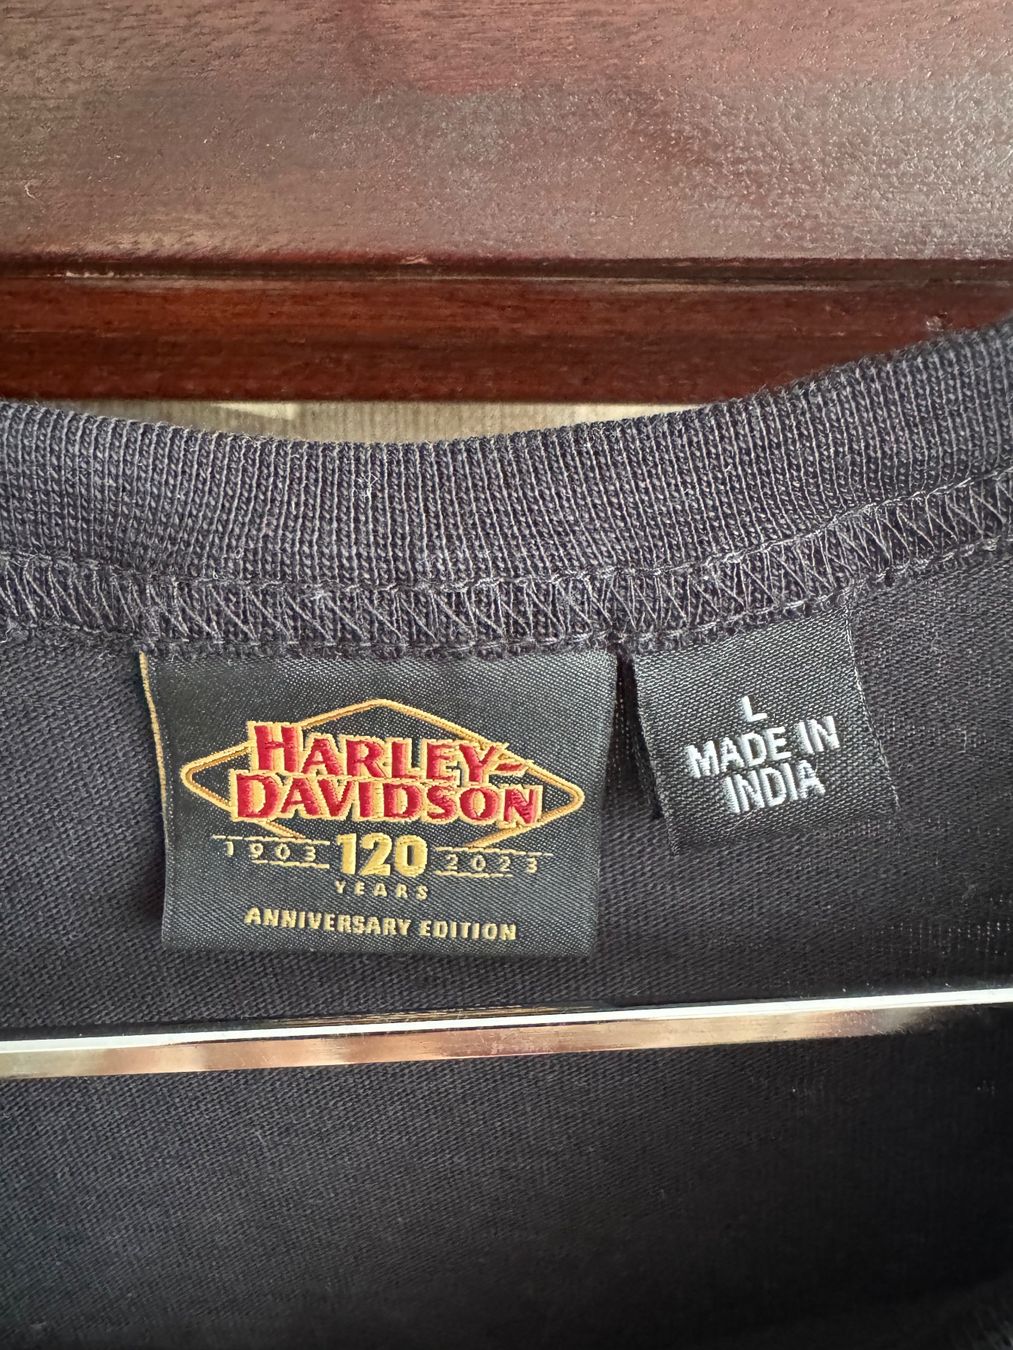 HARLEY-
DAVIDSON
1903 120 2023
YEARS
ANNIVERSARY EDITION
L
MADE IN
INDIA